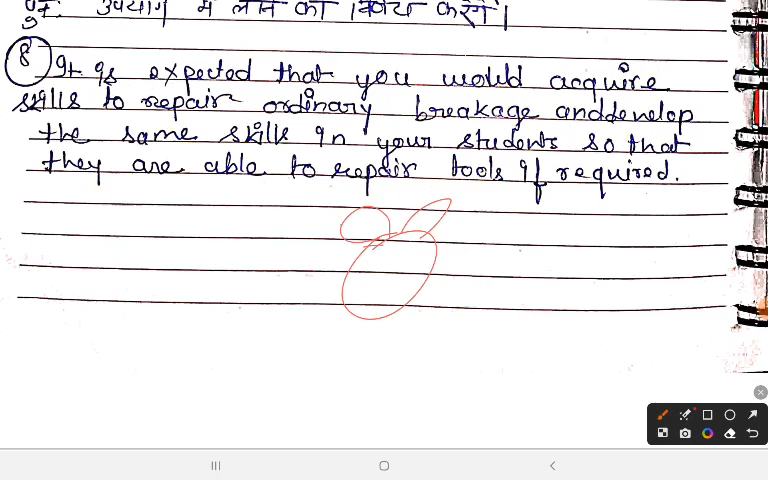 उपयोग में लाने का करेंगे।
8 It is expected that you would acquire
skills to repair ordinary breakage and develop
the same skills in your students so that
they are able to repair tools if required.